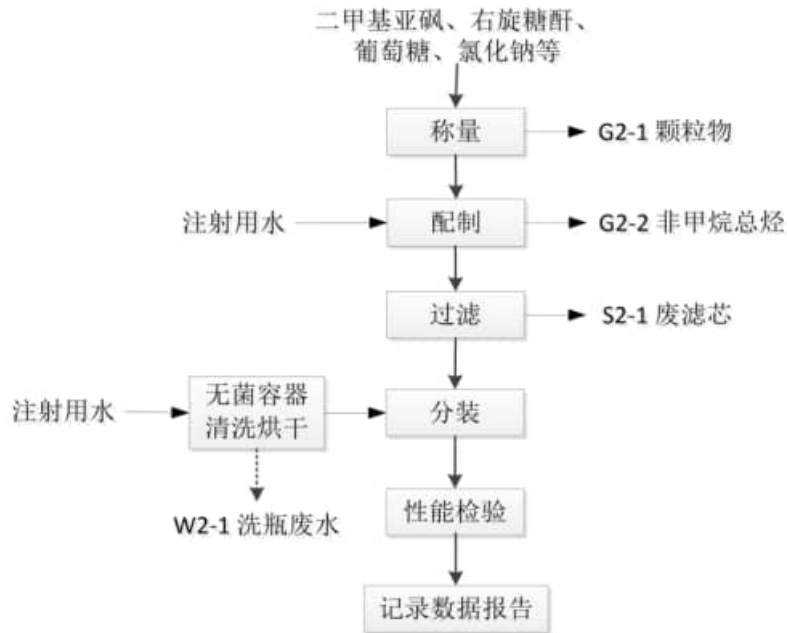 二甲基亚砜、右旋糖酐、
葡萄糖、氯化钠等
称量
G2-1 颗粒物
注射用水
配制
G2-2 非甲烷总烃
过滤
S2-1 废滤芯
注射用水
无菌容器
清洗烘干
分装
W2-1 洗瓶废水
性能检验
记录数据报告